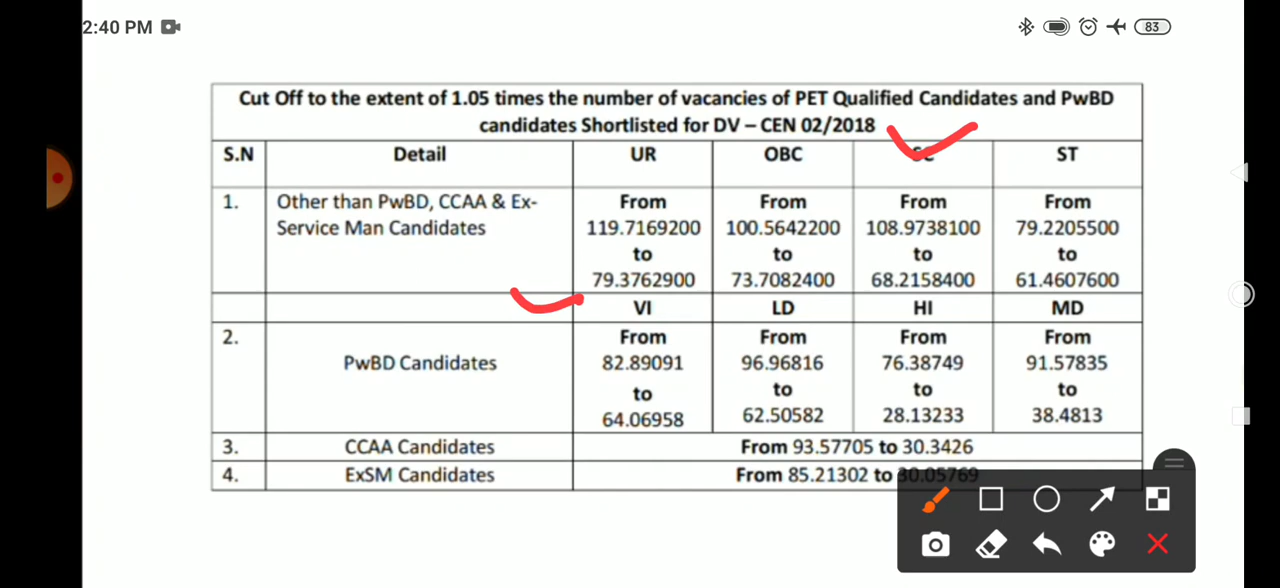 2:40 PM
83
Cut Off to the extent of 1.05 times the number of vacancies of PET Qualified Candidates and PwBD
candidates Shortlisted for DV – CEN 02/2018
S.N Detail UR OBC SC ST
1. Other than PwBD, CCAA & Ex- From From From From
Service Man Candidates 119.7169200 100.5642200 108.9738100 79.2205500
to to to to
79.3762900 73.7082400 68.2158400 61.4607600
VI LD HI MD
2. From From From From
PwBD Candidates 82.89091 96.96816 76.38749 91.57835
to to to to
64.06958 62.50582 28.13233 38.4813
3. CCAA Candidates From 93.57705 to 30.3426
4. ExSM Candidates From 85.21302 to 30.05769